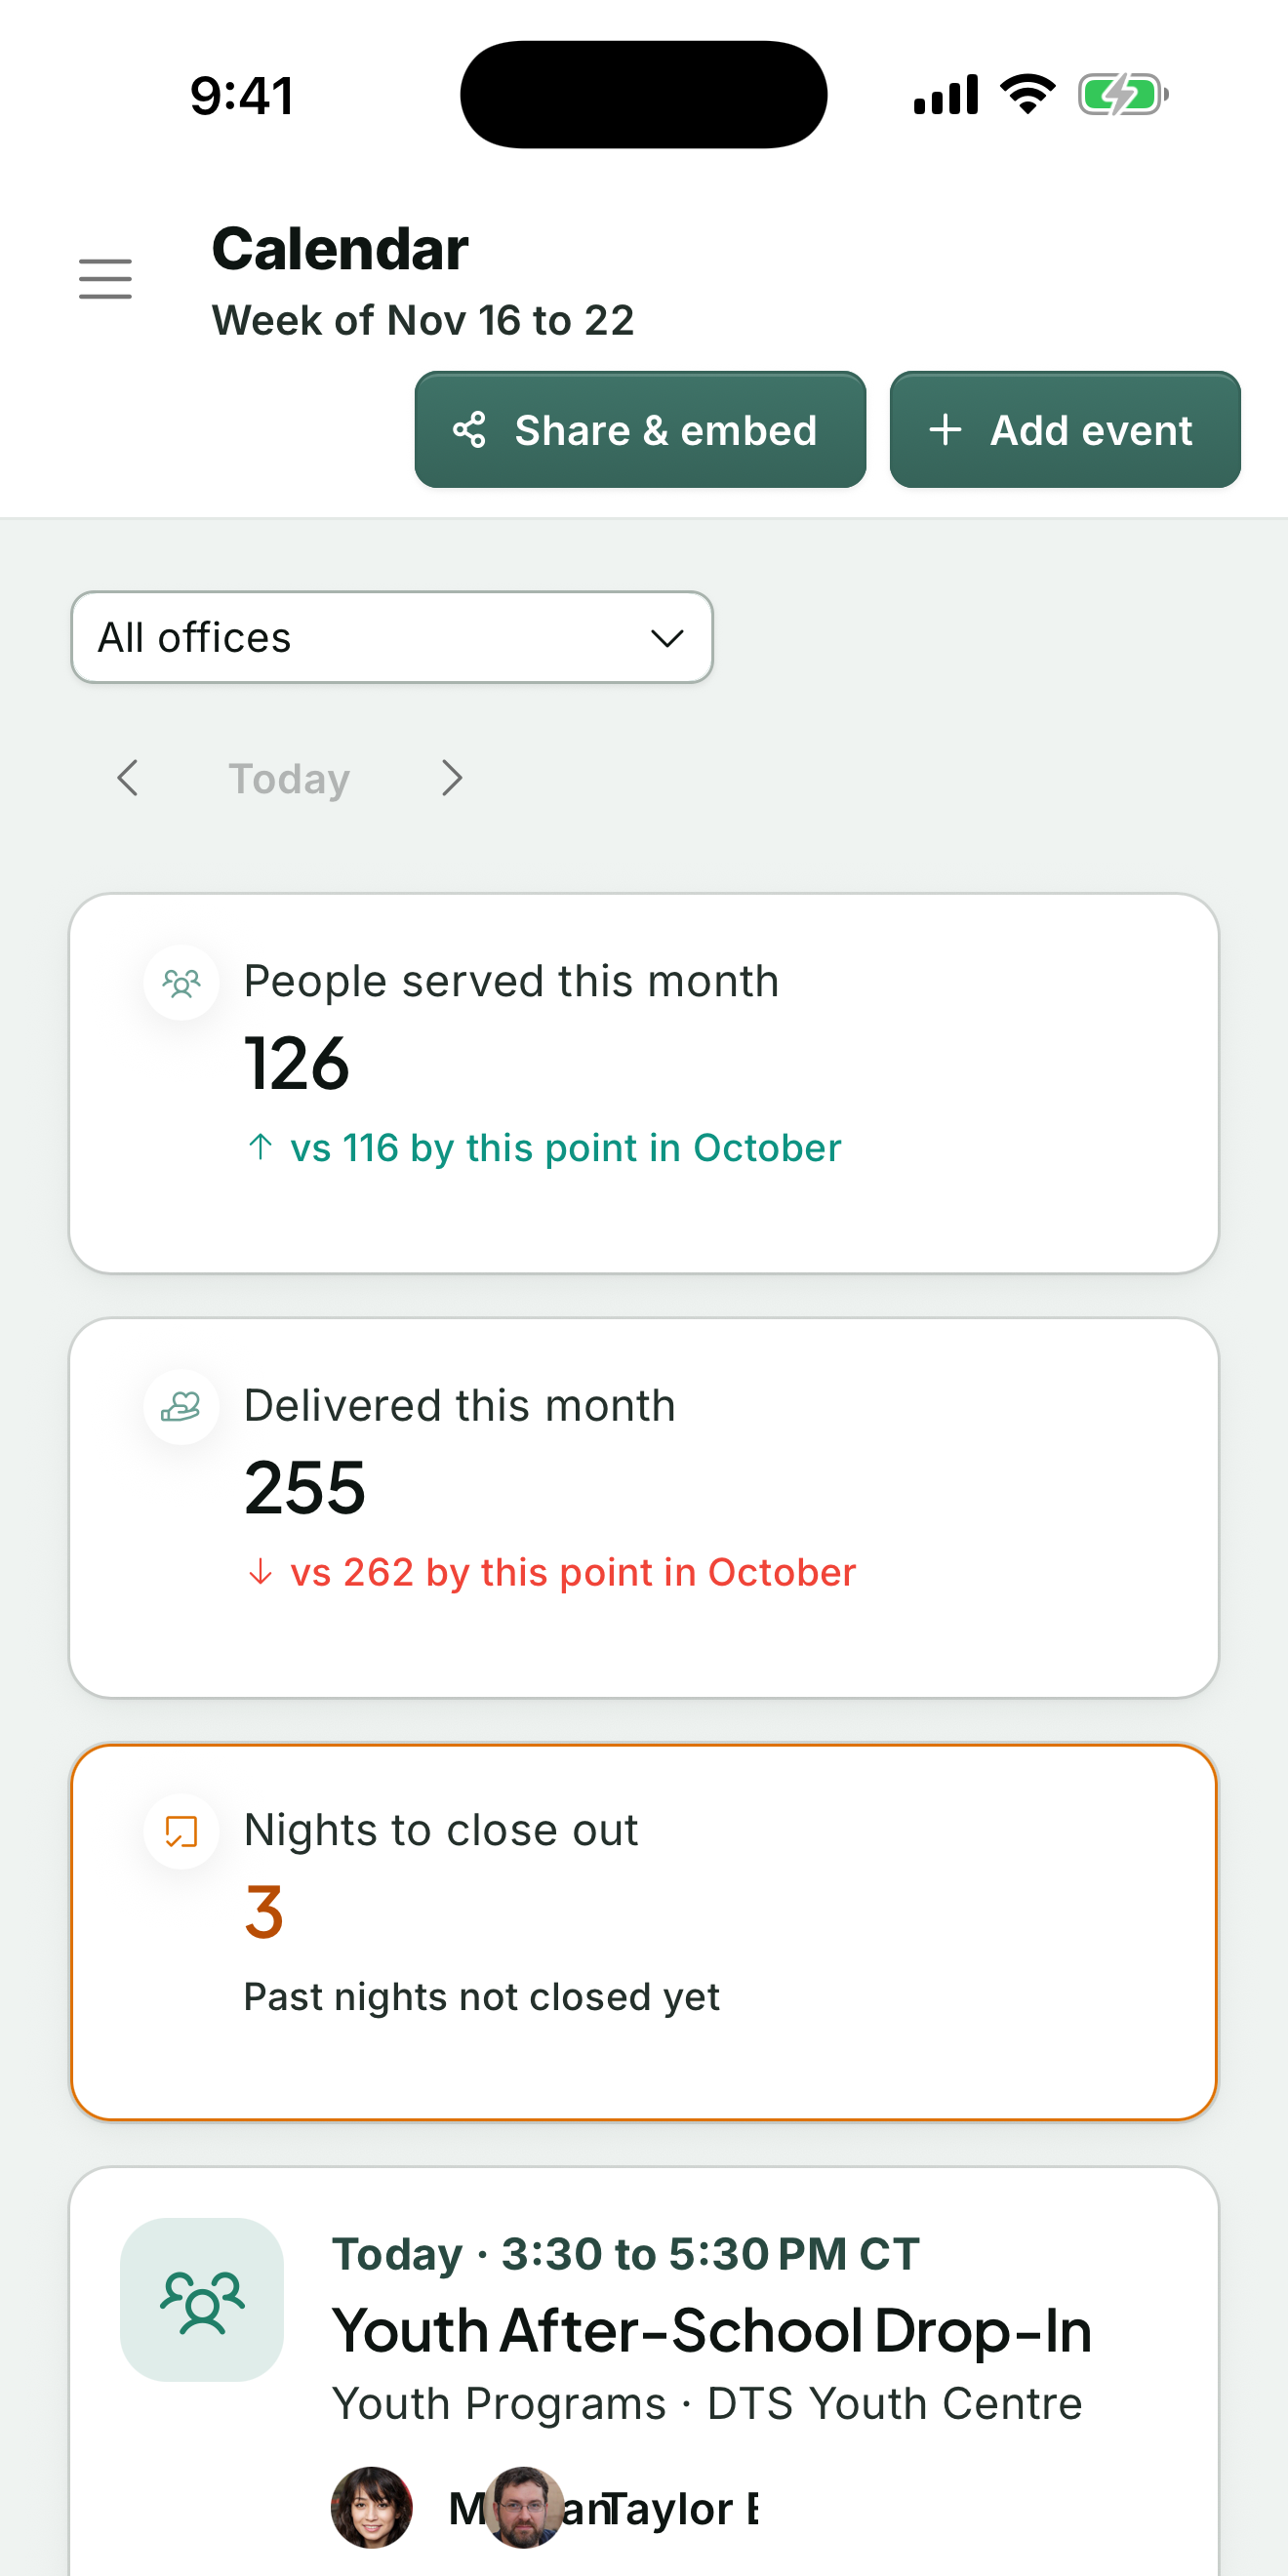 9:41
Calendar
Week of Nov 16 to 22
Share & embed
Add event
All offices
Today
People served this month
126
↑ vs 116 by this point in October
Delivered this month
255
↓ vs 262 by this point in October
Nights to close out
3
Past nights not closed yet
Today · 3:30 to 5:30 PM CT
Youth After-School Drop-In
Youth Programs · DTS Youth Centre
Taylor